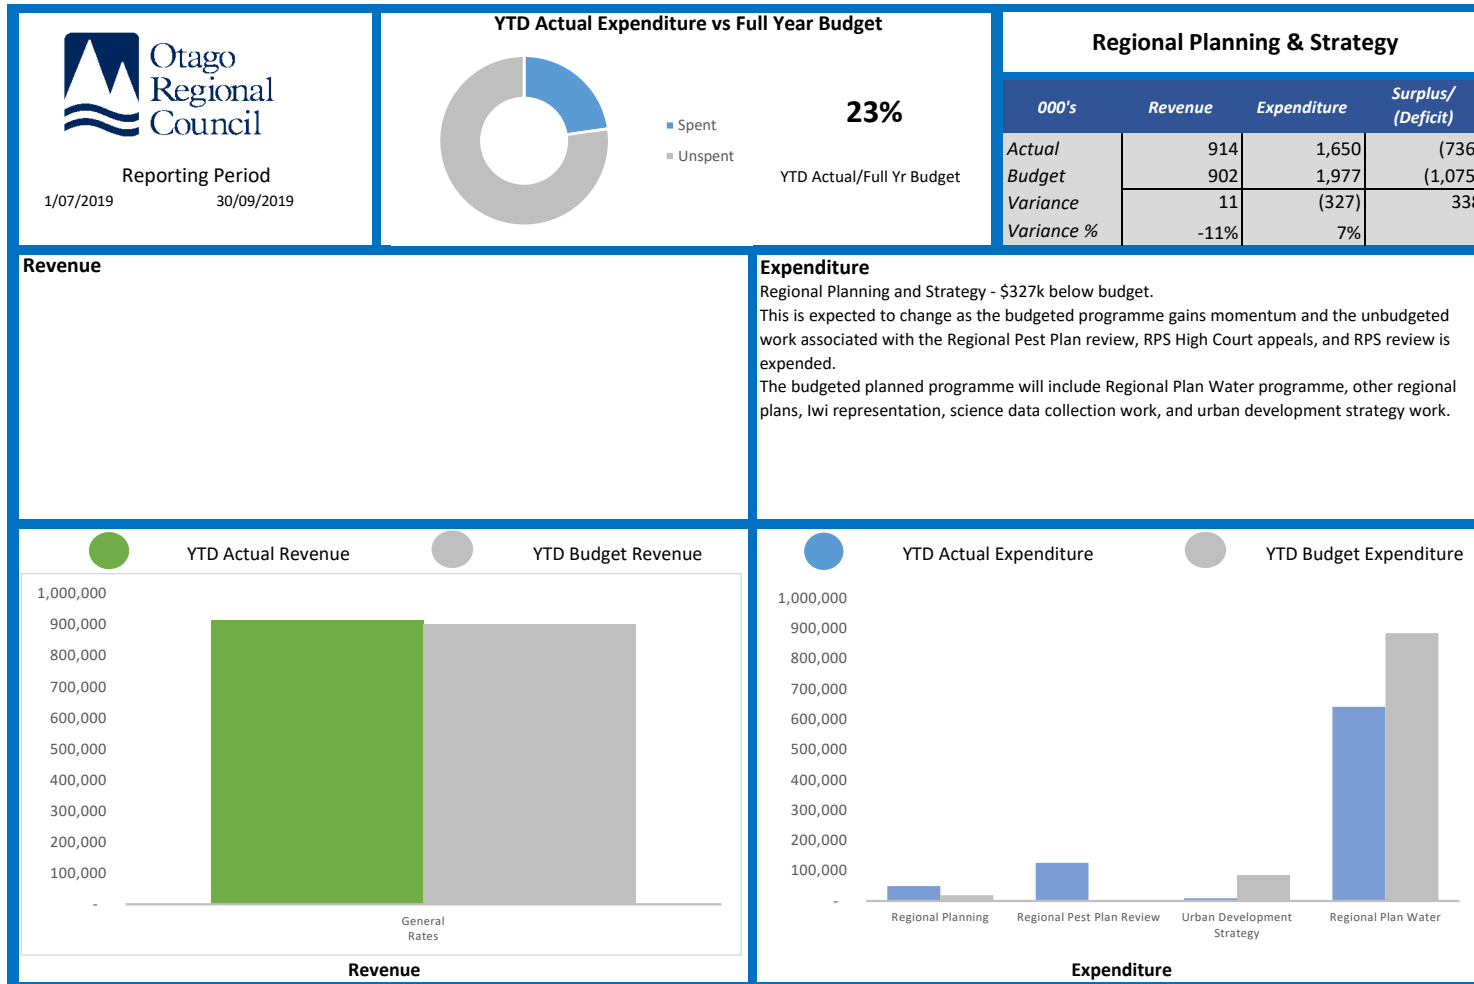 Otago
Regional
Council
Reporting Period
1/07/2019 30/09/2019
YTD Actual Expenditure vs Full Year Budget
Spent
Unspent
23%
YTD Actual/Full Yr Budget
Regional Planning & Strategy
000's Revenue Expenditure Surplus/
(Deficit)
Actual 914 1,650 (736
Budget 902 1,977 (1,075
Variance 11 (327) 338
Variance % -11% 7%
Revenue
Expenditure
Regional Planning and Strategy - $327k below budget.
This is expected to change as the budgeted programme gains momentum and the unbudgeted
work associated with the Regional Pest Plan review, RPS High Court appeals, and RPS review is
expended.
The budgeted planned programme will include Regional Plan Water programme, other regional
plans, Iwi representation, science data collection work, and urban development strategy work.
YTD Actual Revenue YTD Budget Revenue
1,000,000
900,000
800,000
700,000
600,000
500,000
400,000
300,000
200,000
100,000
-
General
Rates
Revenue
YTD Actual Expenditure YTD Budget Expenditure
1,000,000
900,000
800,000
700,000
600,000
500,000
400,000
300,000
200,000
100,000
-
Regional Planning Regional Pest Plan Review Urban Development
Strategy Regional Plan Water
Expenditure